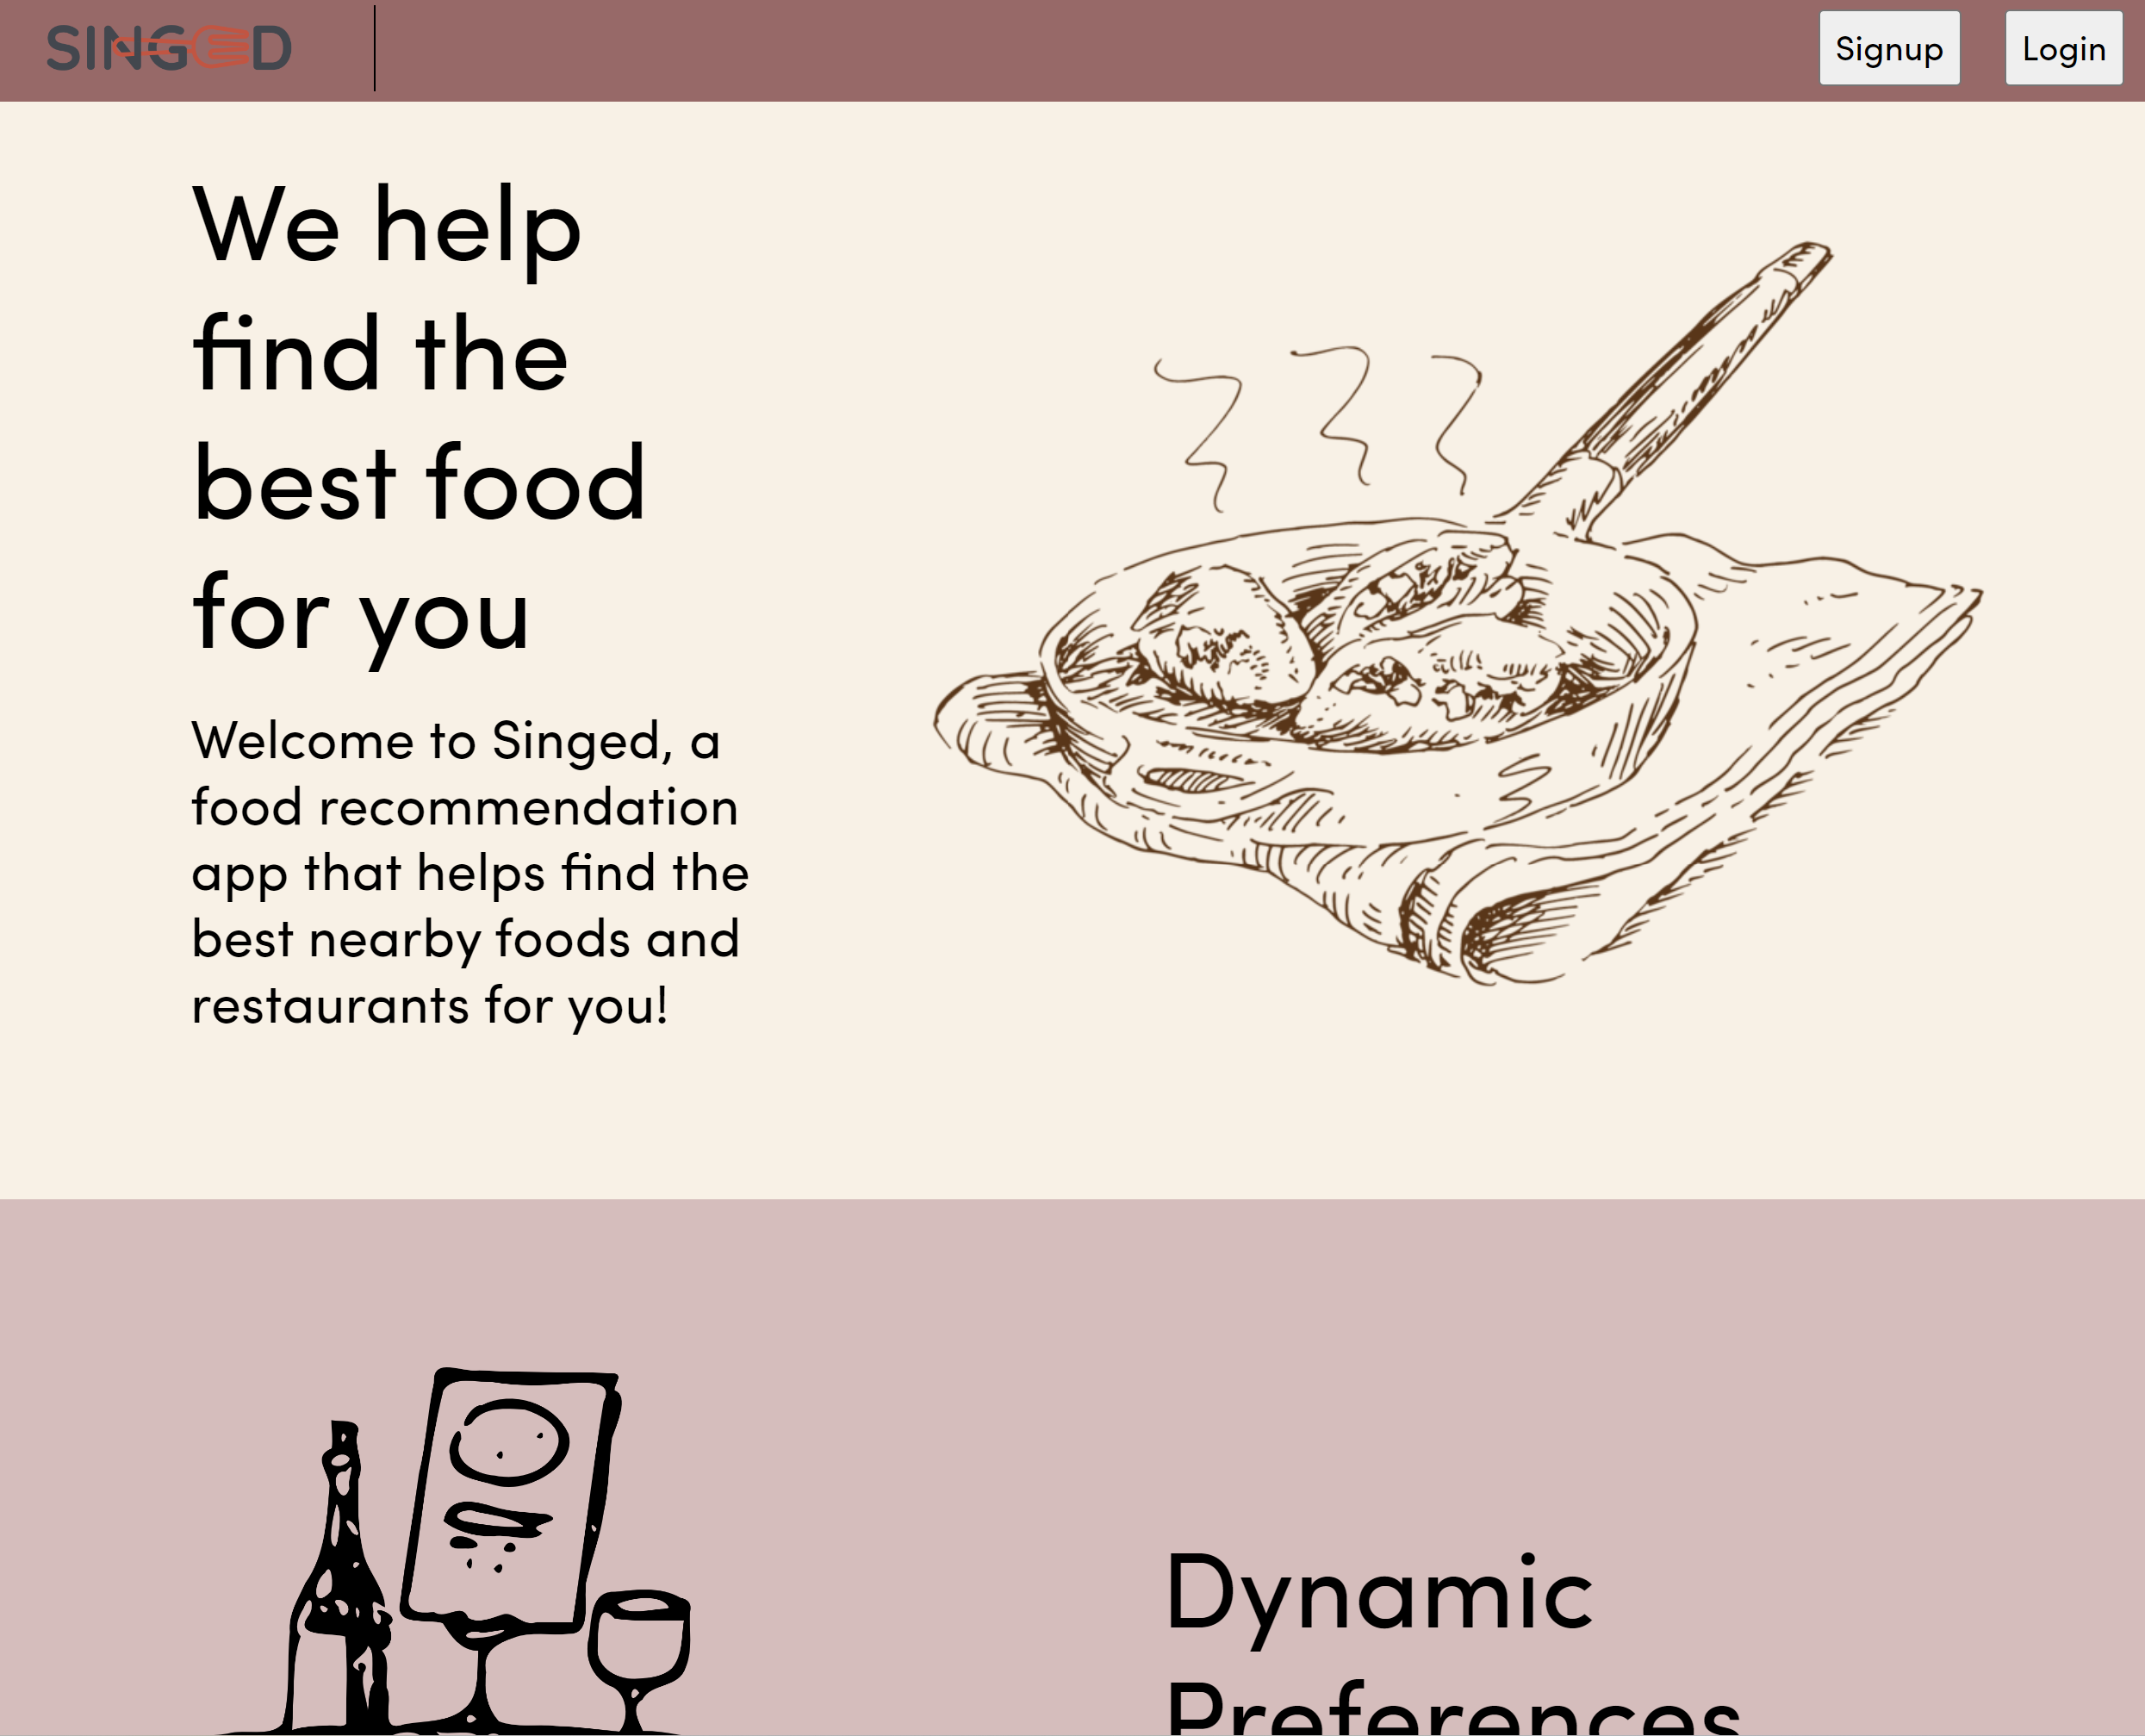 SINGED
Signup
Login
We help
find the
best food
for you
Welcome to Singed, a
food recommendation
app that helps find the
best nearby foods and
restaurants for you!
Dynamic
Preferences